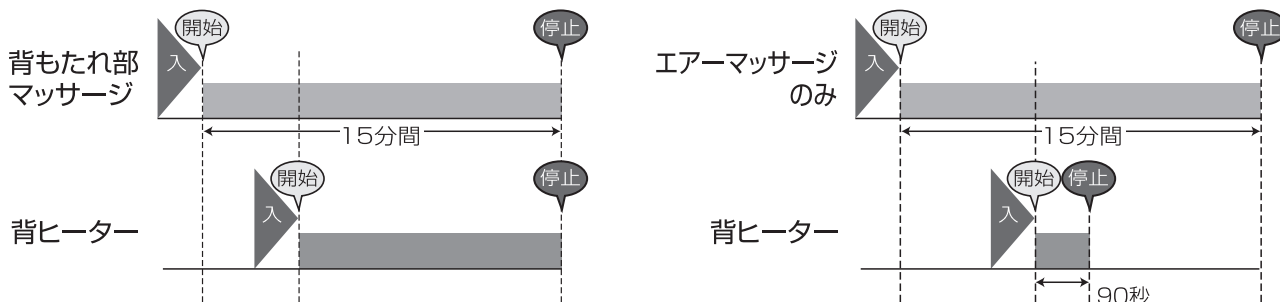 開始
停止
入
背もたれ部
マッサージ
15分間
開始
停止
入
背ヒーター
開始
停止
入
エアーマッサージ
のみ
15分間
開始
停止
入
背ヒーター
90秒